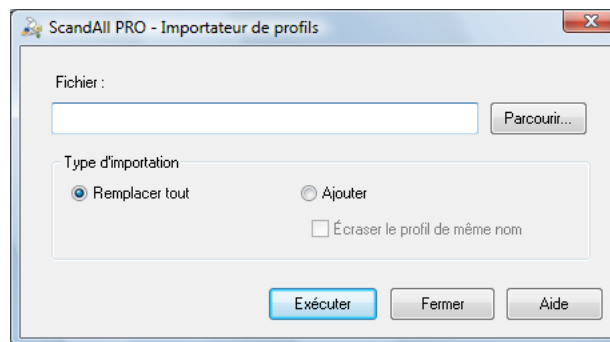 ScandAll PRO - Importateur de profils
Fichier :
Parcourir...
Type d'importation
Remplacer tout
Ajouter
Écraser le profil de même nom
Exécuter
Fermer
Aide